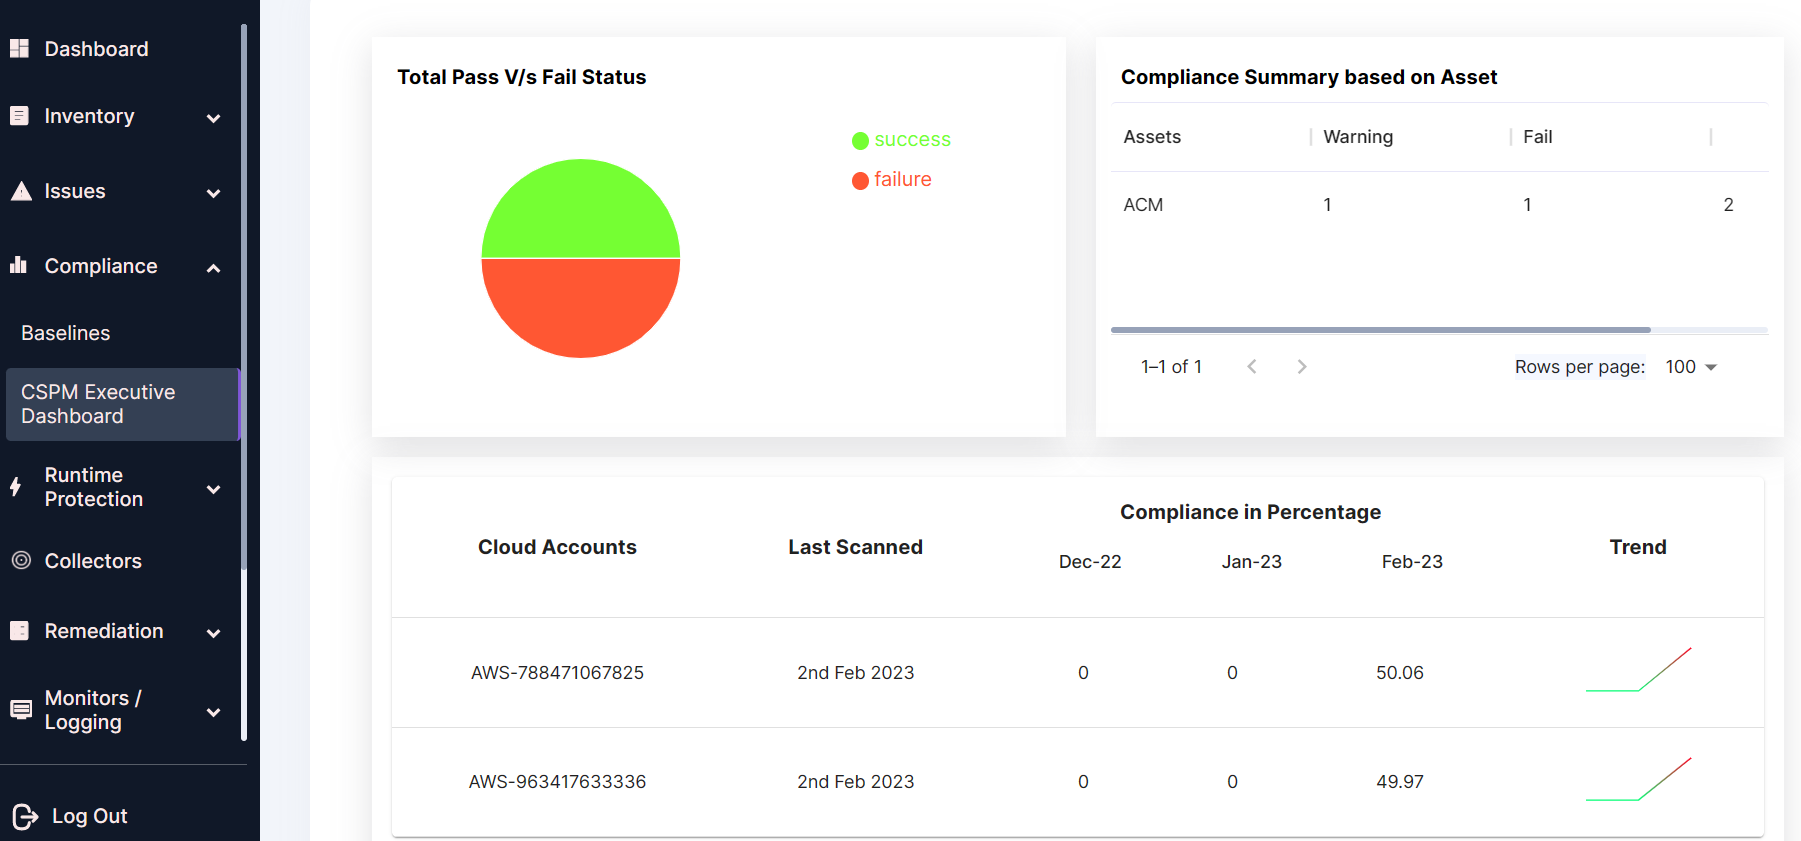 Dashboard
Inventory
Issues
Compliance
Baselines
CSPM Executive
Dashboard
Runtime
Protection
Collectors
Remediation
Monitors /
Logging
Log Out
Total Pass V/s Fail Status
success
failure
Compliance Summary based on Asset
Assets Warning Fail
ACM 1 1 2
1–1 of 1 Rows per page: 100
Compliance in Percentage
Cloud Accounts Last Scanned Trend
Dec-22 Jan-23 Feb-23
AWS-788471067825 2nd Feb 2023 0 0 50.06
AWS-963417633336 2nd Feb 2023 0 0 49.97